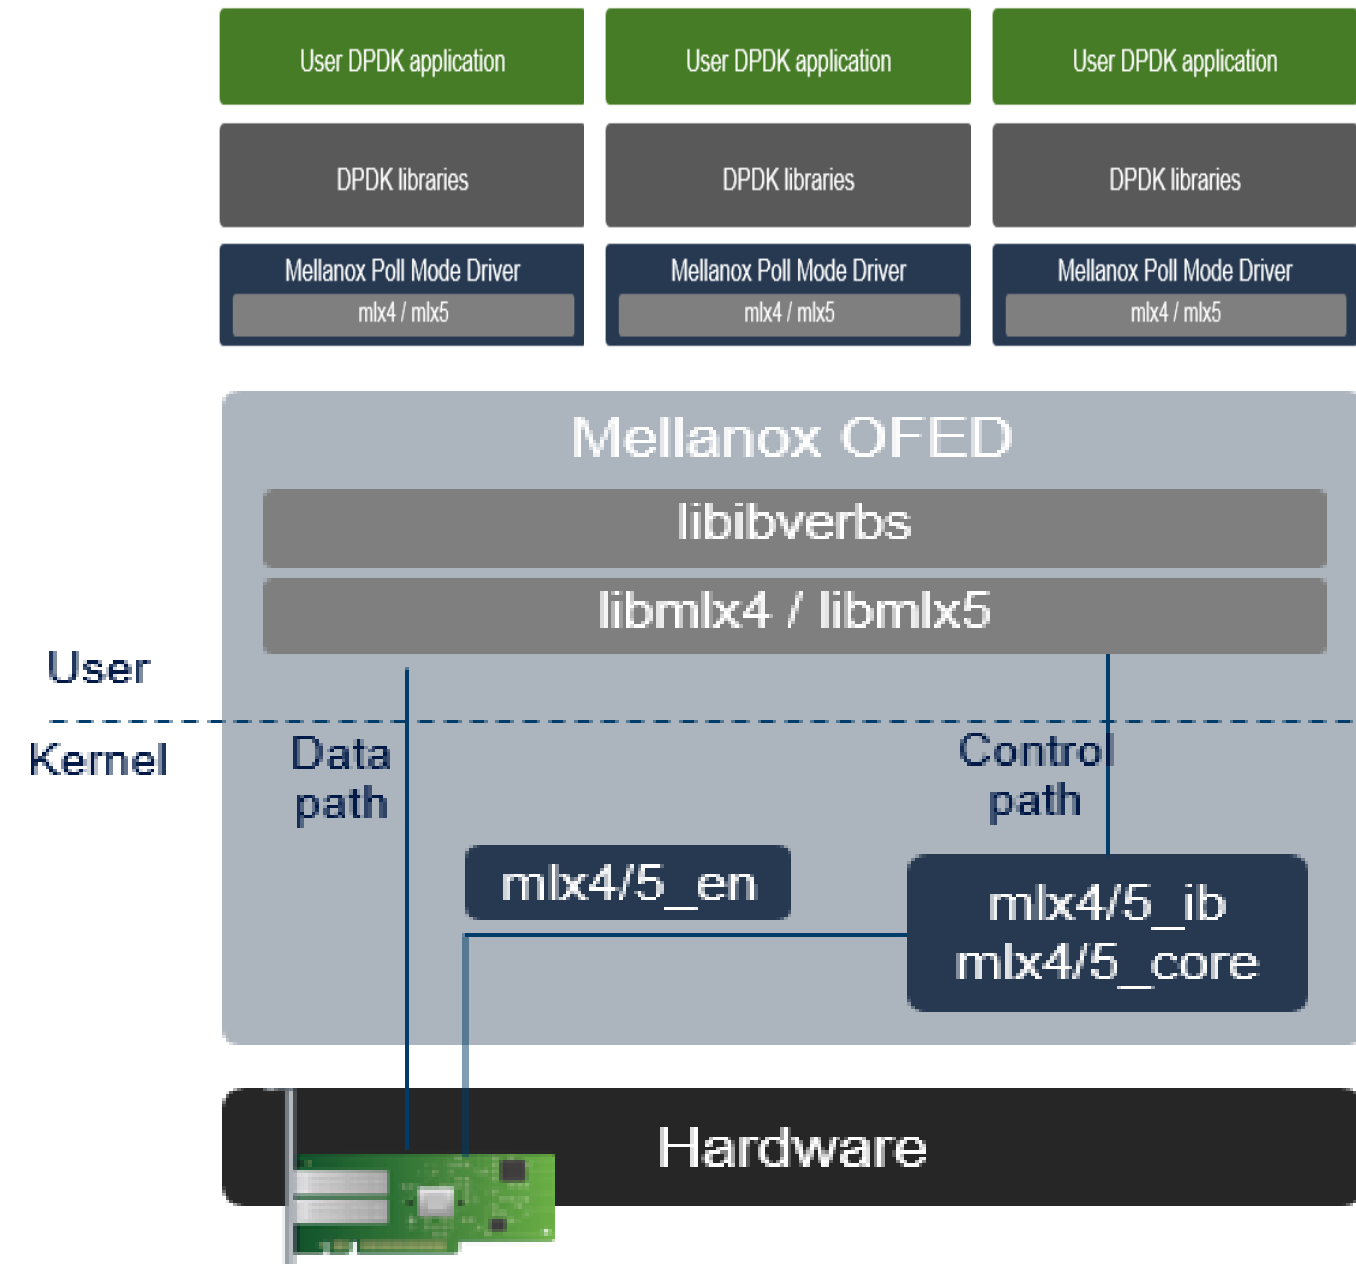 User DPDK application
User DPDK application
User DPDK application
DPDK libraries
DPDK libraries
DPDK libraries
Mellanox Poll Mode Driver
mlx4 / mlx5
Mellanox Poll Mode Driver
mlx4 / mlx5
Mellanox Poll Mode Driver
mlx4 / mlx5
Mellanox OFED
libibverbs
libmlx4 / libmlx5
User
Kernel
Data
path
Control
path
mlx4/5_en
mlx4/5_ib
mlx4/5_core
Hardware